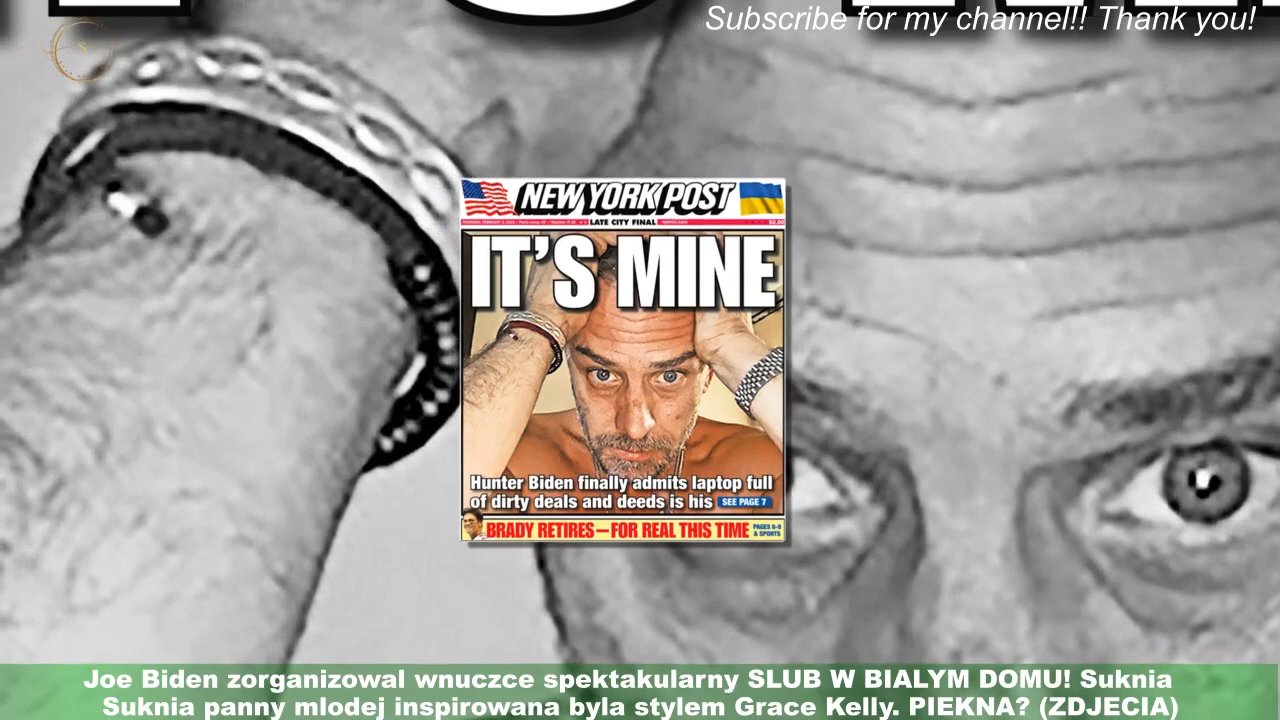 Subscribe for my channel!! Thank you!
NEW YORK POST
LATE CITY FINAL
$2.00
IT'S MINE
Hunter Biden finally admits laptop full
of dirty deals and deeds is his SEE PAGE 7
BRADY RETIRES—FOR REAL THIS TIME
PAGES 8-9
& SPORTS
Joe Biden zorganizowal wnuczce spektakularny SLUB W BIALYM DOMU! Suknia
Suknia panny mlodej inspirowana byla stylem Grace Kelly. PIEKNA? (ZDJECIA)